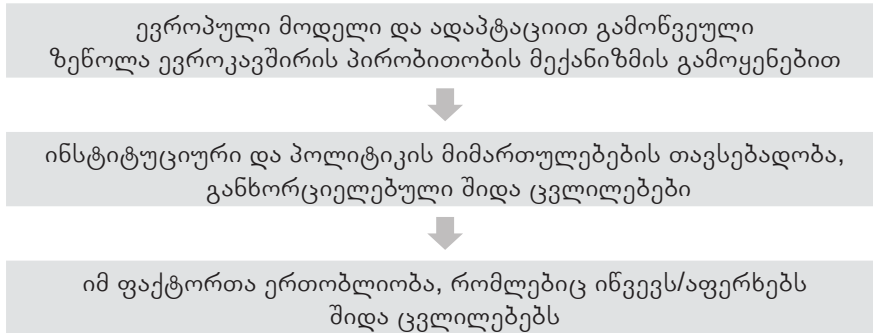 ევროპული მოდელი და ადაპტაციით გამოწვეული
ზეწოლა ევროკავშირის პირობითობის მექანიზმის გამოყენებით
ინსტიტუციური და პოლიტიკის მიმართულებების თავსებადობა,
განხორციელებული შიდა ცვლილებები
იმ ფაქტორთა ერთობლიობა, რომლებიც იწვევს/აფერხებს
შიდა ცვლილებებს